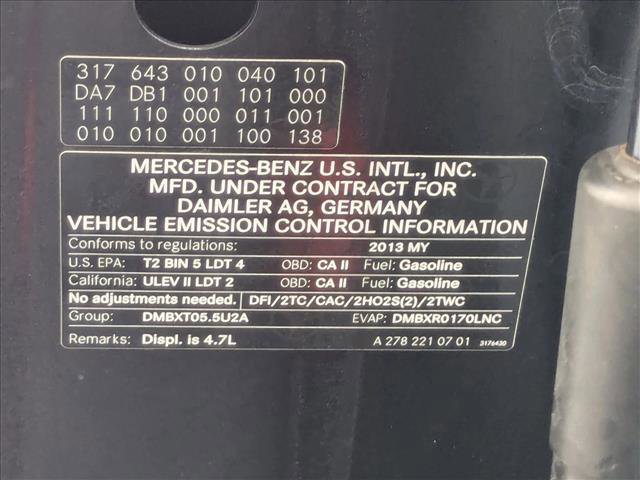 317 643 010 040 101
DA7 DB1 001 101 000
111 110 000 011 001
010 010 001 100 138
MERCEDES-BENZ U.S. INTL., INC.
MFD. UNDER CONTRACT FOR
DAIMLER AG, GERMANY
VEHICLE EMISSION CONTROL INFORMATION
Conforms to regulations: 2013 MY
U.S. EPA: T2 BIN 5 LDT 4 OBD: CA II Fuel: Gasoline
California: ULEV II LDT 2 OBD: CA II Fuel: Gasoline
No adjustments needed. DFI/2TC/CAC/2HO2S(2)/2TWC
Group: DMBXT05.5U2A EVAP: DMBXR0170LNC
Remarks: Displ. is 4.7L A 278 221 07 01 3176430